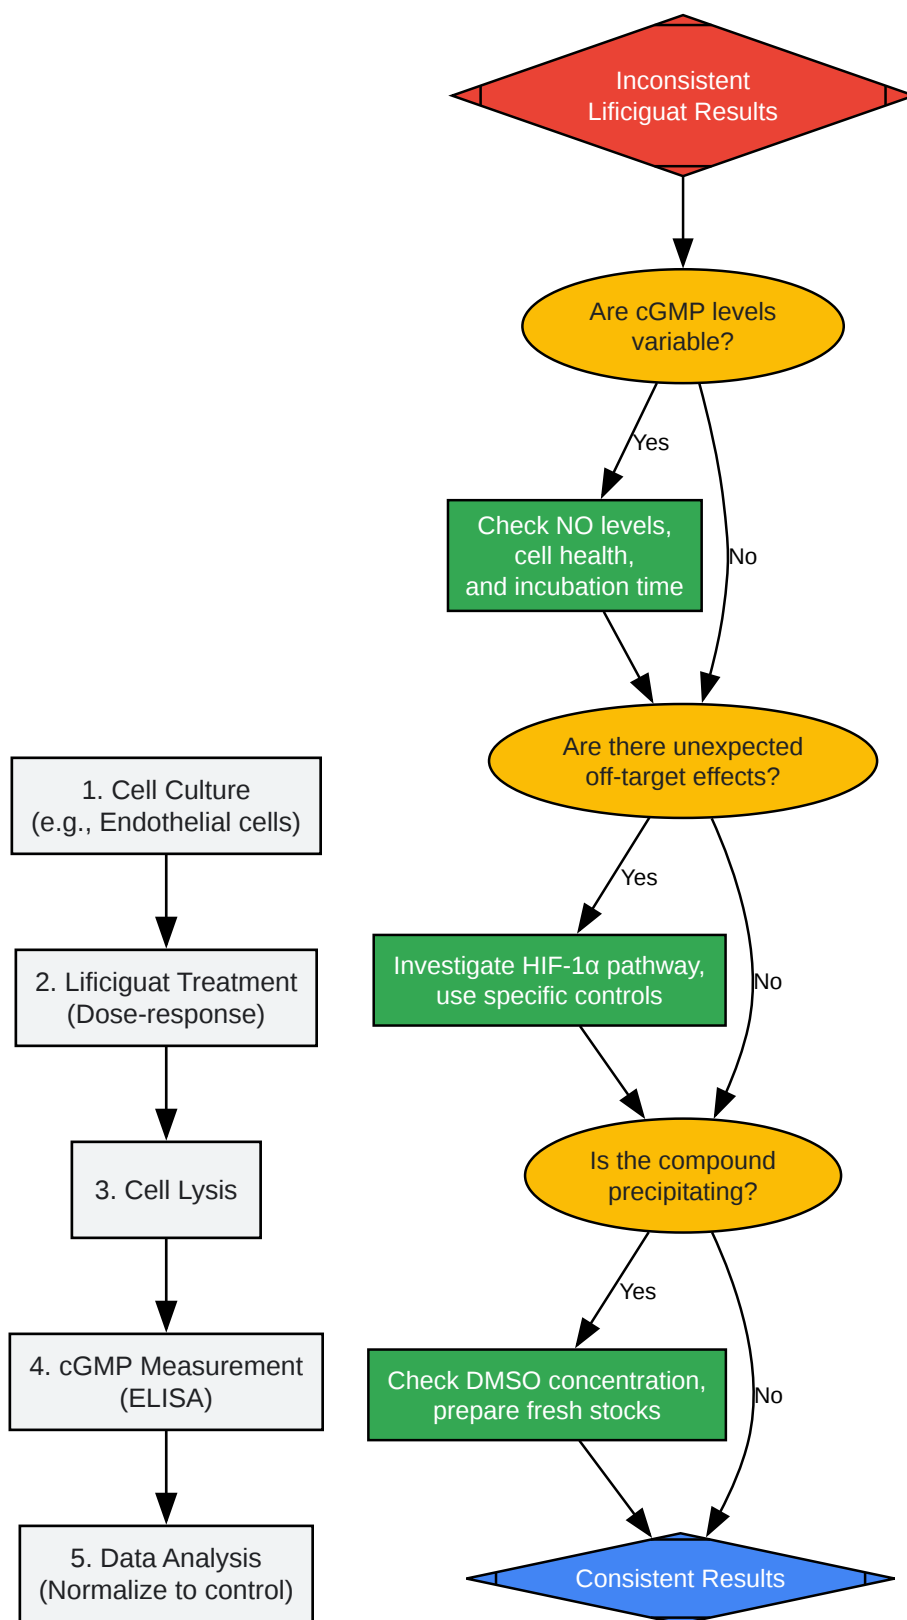 Inconsistent
Lificiguat Results
Are cGMP levels
variable?
Yes
Check NO levels,
cell health,
and incubation time
No
Are there unexpected
off-target effects?
Yes
Investigate HIF-1α pathway,
use specific controls
No
Is the compound
precipitating?
Yes
Check DMSO concentration,
prepare fresh stocks
No
Consistent Results
1. Cell Culture
(e.g., Endothelial cells)
2. Lificiguat Treatment
(Dose-response)
3. Cell Lysis
4. cGMP Measurement
(ELISA)
5. Data Analysis
(Normalize to control)